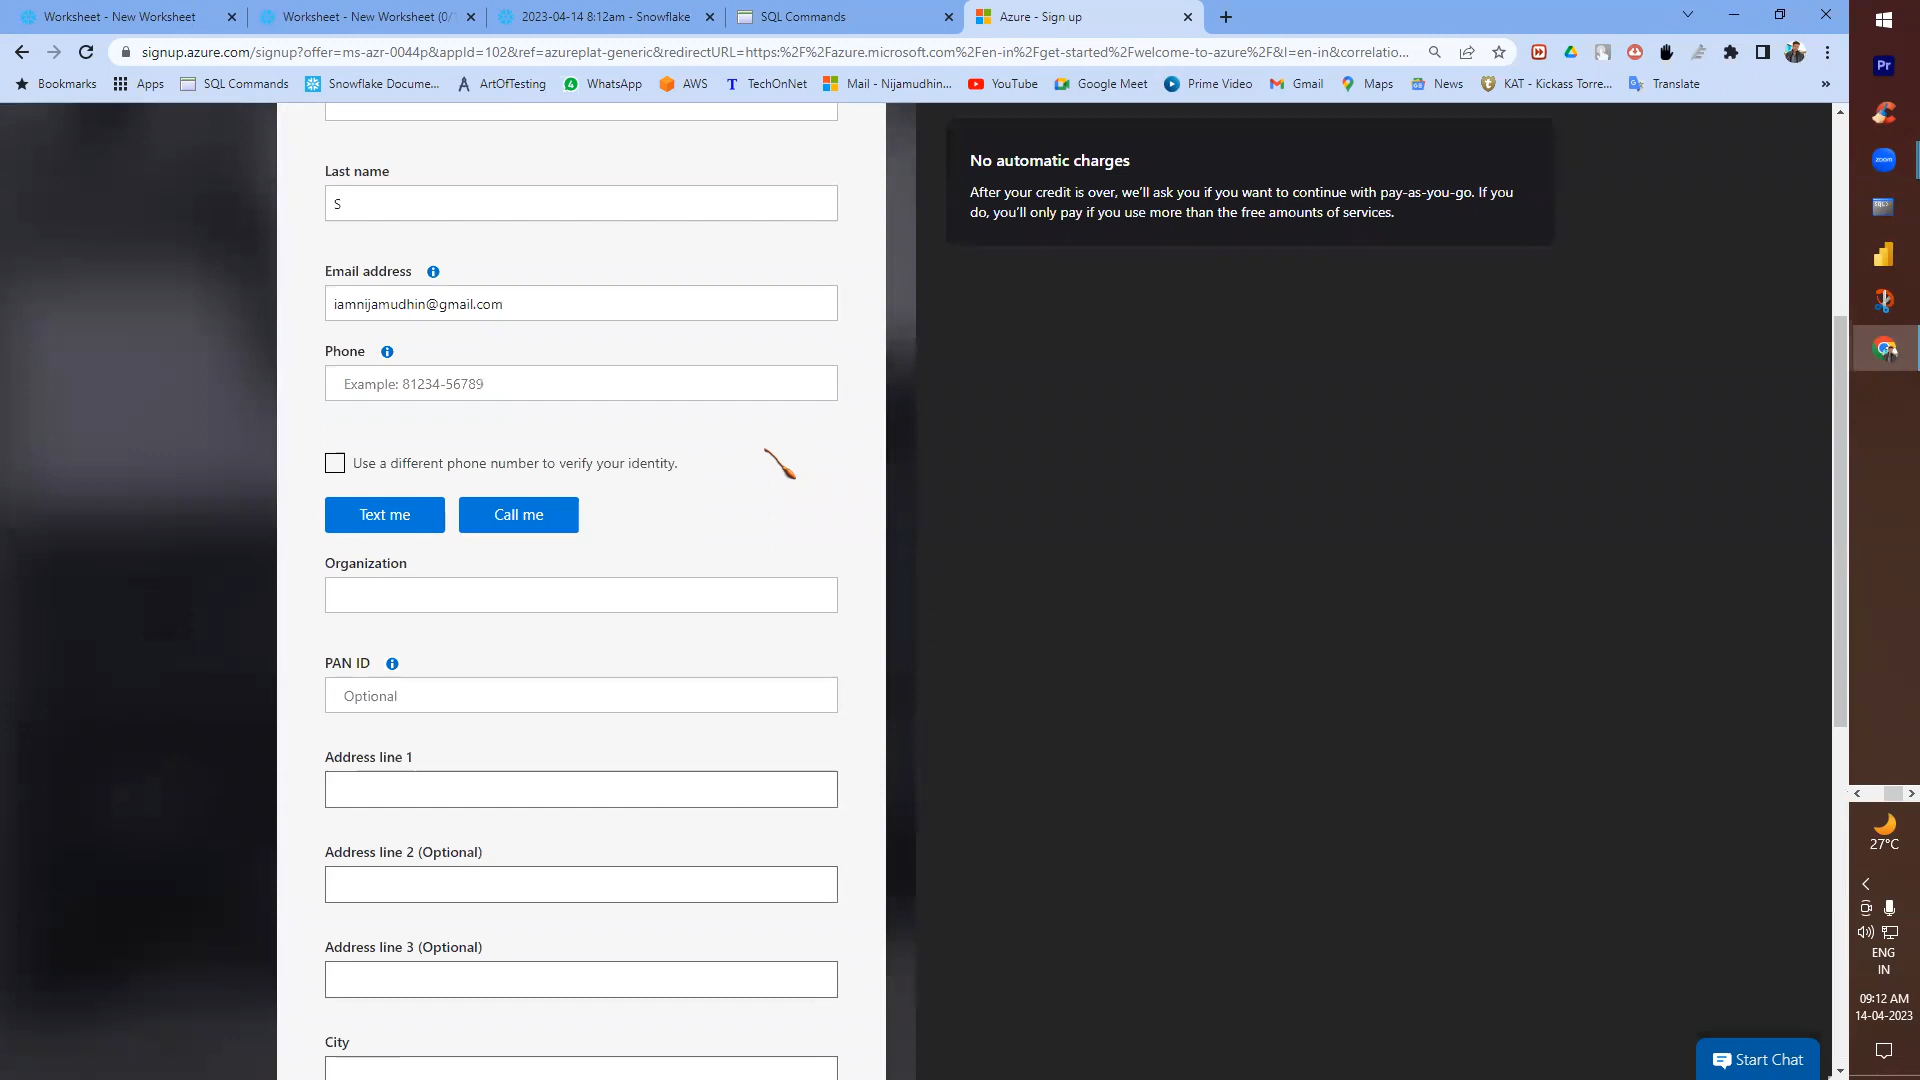 Worksheet - New Worksheet
Worksheet - New Worksheet (0/
2023-04-14 8:12am - Snowflake
SQL Commands
Azure - Sign up
signup.azure.com/signup?offer=ms-azr-0044p&appId=102&ref=azureplat-generic&redirectURL=https:%2F%2Fazure.microsoft.com%2Fen-in%2Fget-started%2Fwelcome-to-azure%2F&l=en-in&correlatio...
Bookmarks
Apps
SQL Commands
Snowflake Docume...
ArtOfTesting
WhatsApp
AWS
TechOnNet
Mail - Nijamudhin...
YouTube
Google Meet
Prime Video
Gmail
Maps
News
KAT - Kickass Torre...
Translate
»
Last name
S
Email address
iamnijamudhin@gmail.com
Phone
Example: 81234-56789
Use a different phone number to verify your identity.
Text me
Call me
Organization
PAN ID
Optional
Address line 1
Address line 2 (Optional)
Address line 3 (Optional)
City
No automatic charges
After your credit is over, we'll ask you if you want to continue with pay-as-you-go. If you
do, you'll only pay if you use more than the free amounts of services.
Start Chat
Pr
zoom
SQL>
27°C
ENG
IN
09:12 AM
14-04-2023